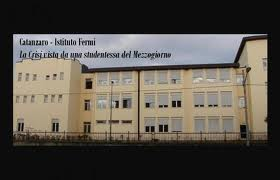 Catanzaro - Istituto Fermi
La Crisi vista da una studentessa del Mezzogiorno